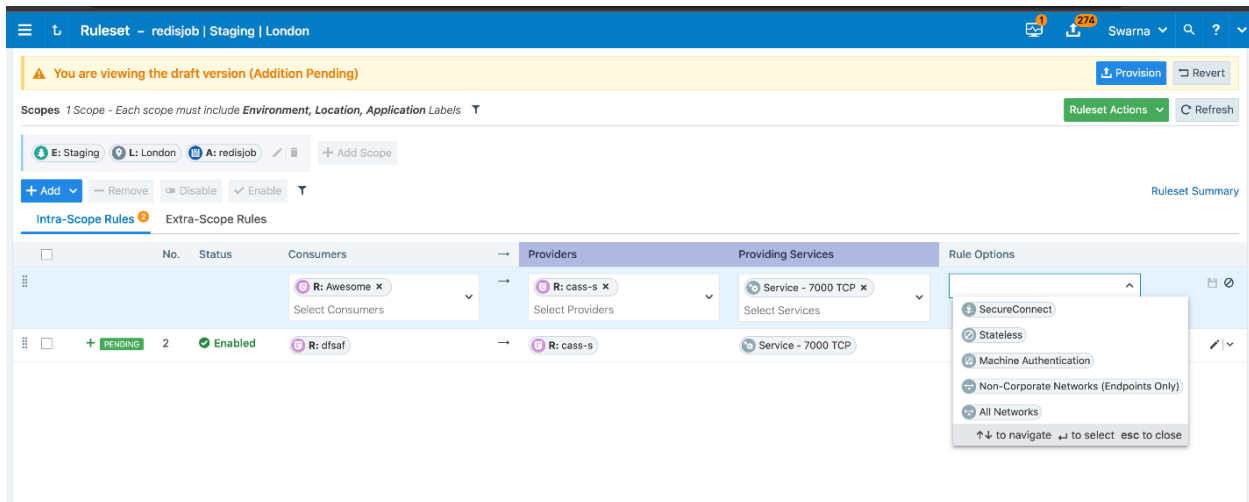 Ruleset – redisjob | Staging | London
1
274
Swarna
?
You are viewing the draft version (Addition Pending)
Provision
Revert
Scopes 1 Scope - Each scope must include Environment, Location, Application Labels
Ruleset Actions
Refresh
E: Staging
L: London
A: redisjob
+ Add Scope
+ Add
Remove
Disable
Enable
Ruleset Summary
Intra-Scope Rules 2
Extra-Scope Rules
No.
Status
Consumers
→
Providers
Providing Services
Rule Options
R: Awesome ×
Select Consumers
→
R: cass-s ×
Select Providers
Service - 7000 TCP ×
Select Services
SecureConnect
Stateless
Machine Authentication
Non-Corporate Networks (Endpoints Only)
All Networks
↑↓ to navigate ↵ to select esc to close
+ PENDING
2
Enabled
R: dfsaf
→
R: cass-s
Service - 7000 TCP